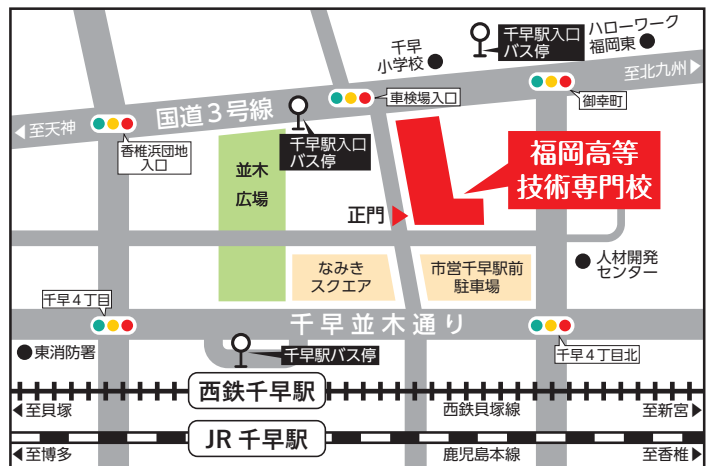 千早
小学校
千早駅入口
バス停
ハローワーク
福岡東
至北九州
国道3号線
車検場入口
御幸町
至天神
香椎浜団地
入口
千早駅入口
バス停
並木
広場
福岡高等
技術専門校
正門
なみき
スクエア
市営千早駅前
駐車場
人材開発
センター
千早4丁目
千早並木通り
東消防署
千早駅バス停
千早4丁目北
西鉄千早駅
至貝塚
西鉄貝塚線
至新宮
JR 千早駅
至博多
鹿児島本線
至香椎